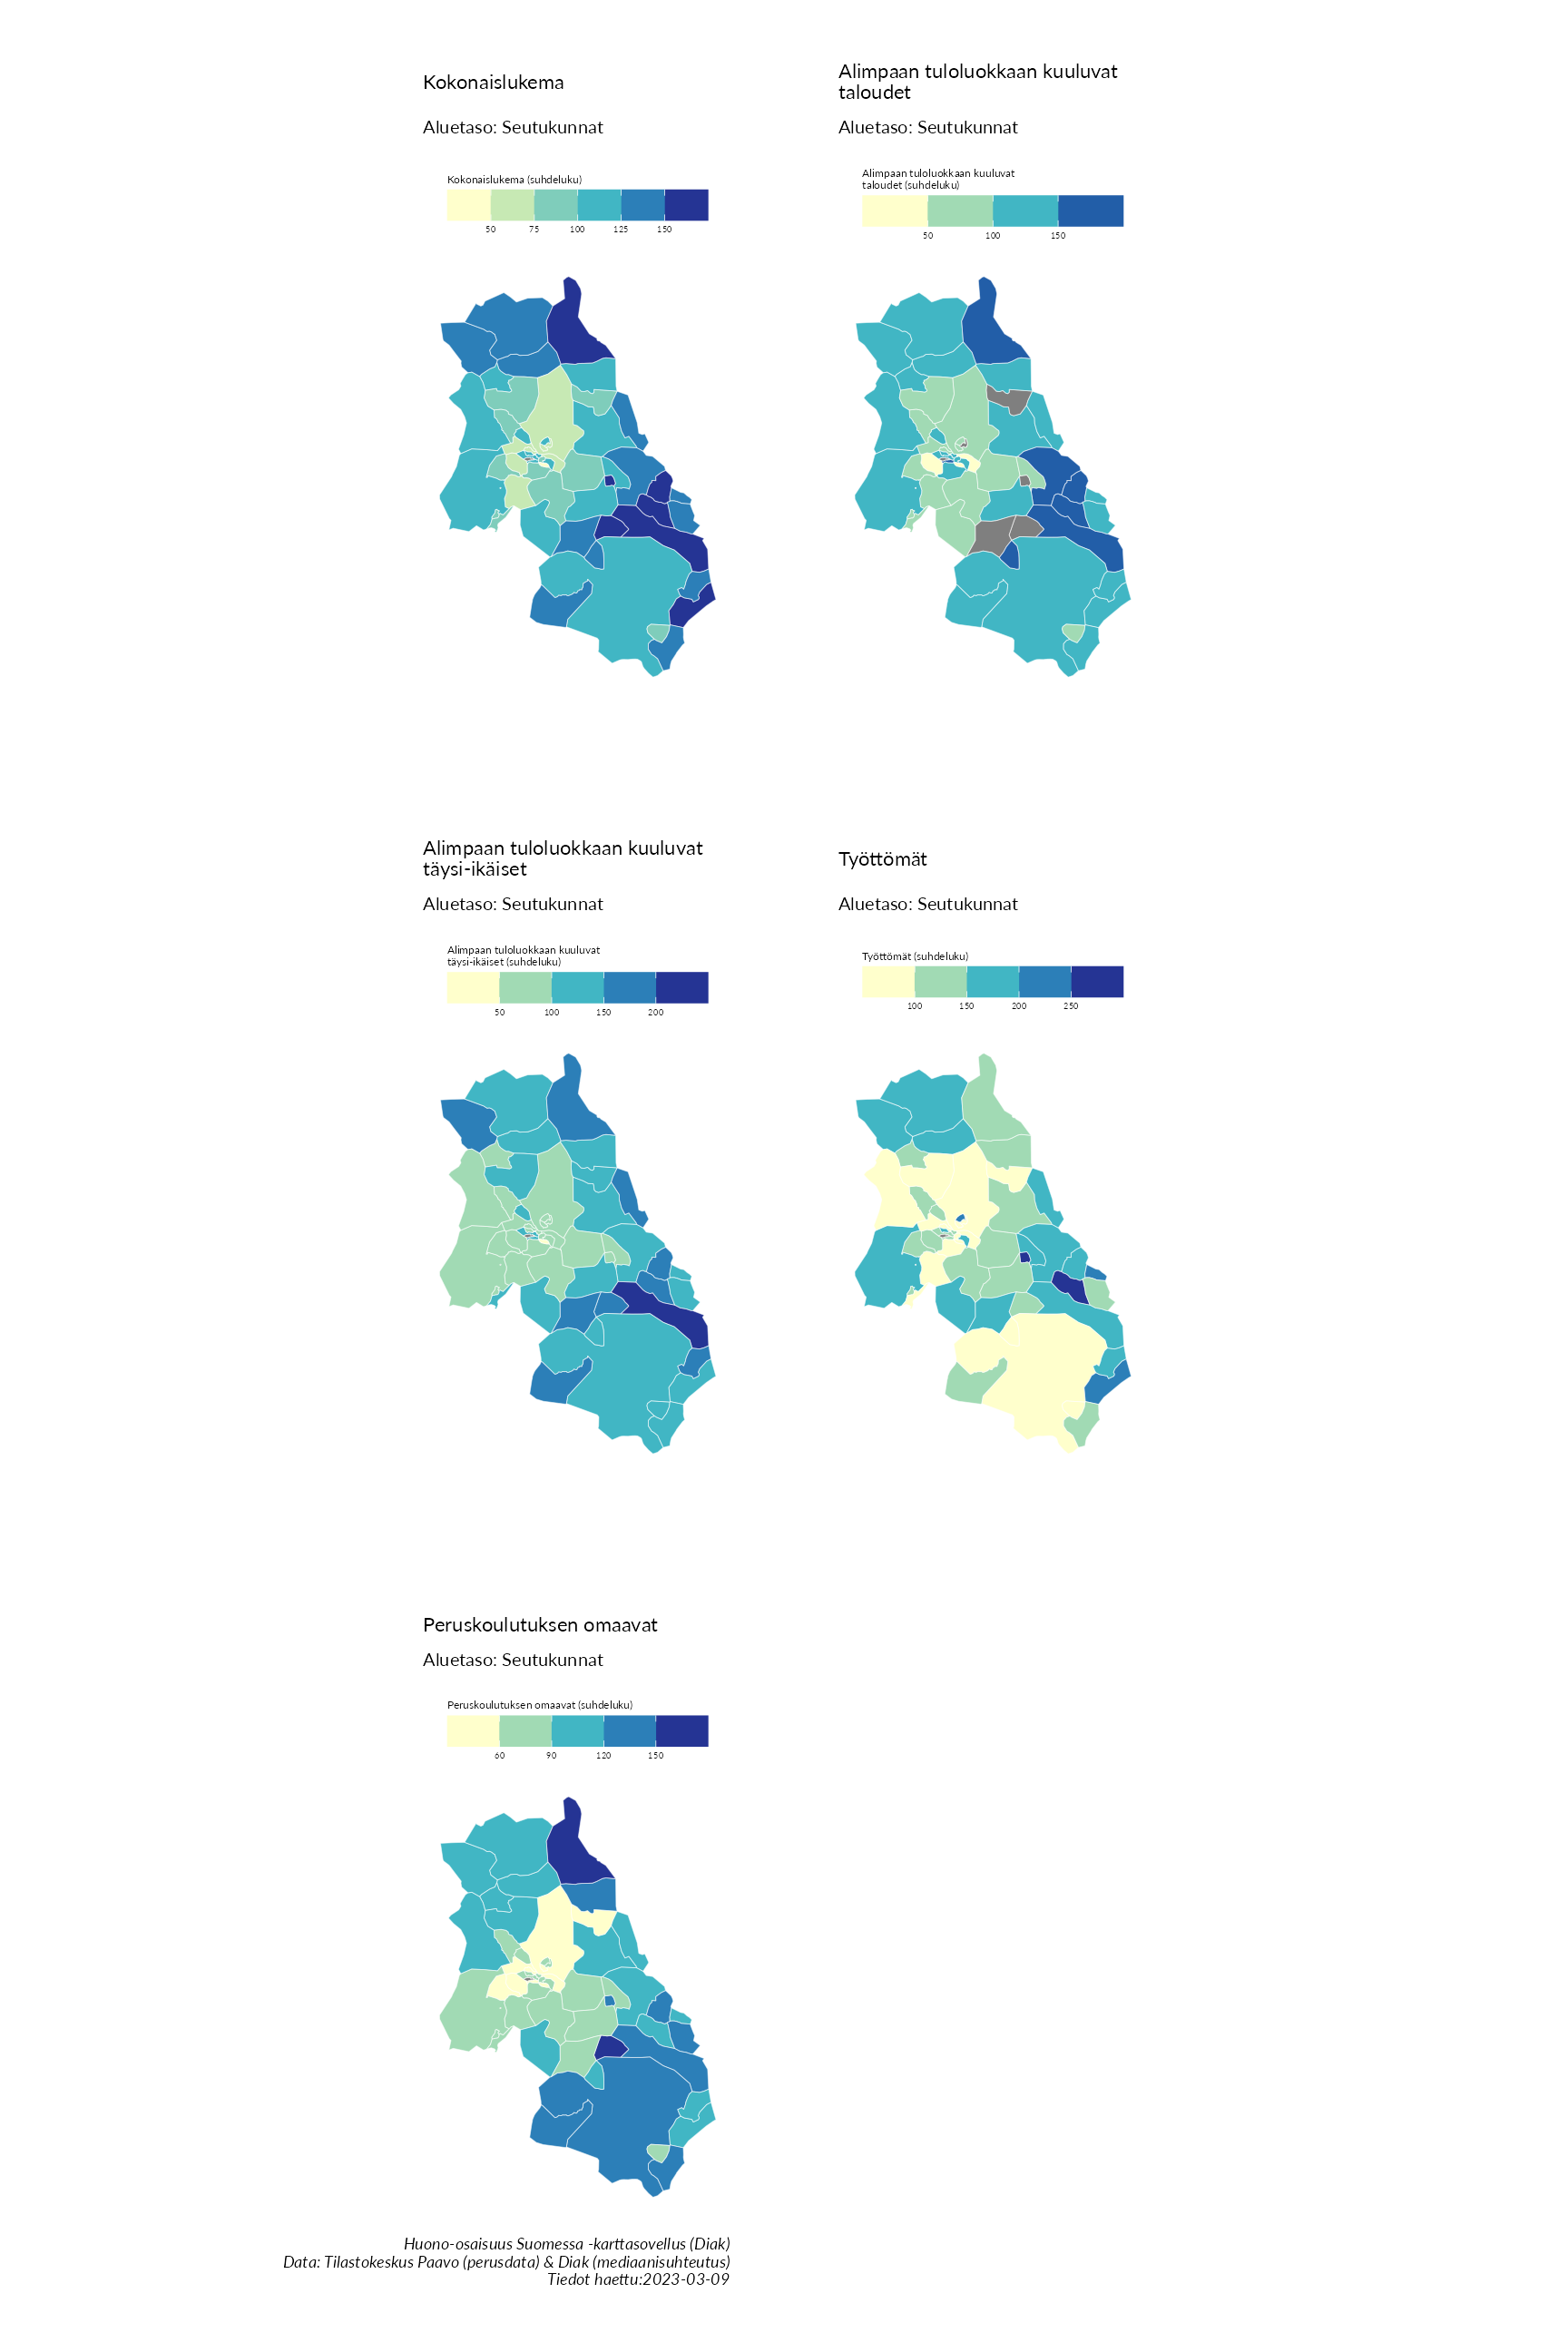 Kokonaislukema
Aluetaso: Seutukunnat
Kokonaislukema (suhdeluku)
50 75 100 125 150
Alimpaan tuloluokkaan kuuluvat
taloudet
Aluetaso: Seutukunnat
Alimpaan tuloluokkaan kuuluvat
taloudet (suhdeluku)
50 100 150
Alimpaan tuloluokkaan kuuluvat
täysi-ikäiset
Aluetaso: Seutukunnat
Alimpaan tuloluokkaan kuuluvat
täysi-ikäiset (suhdeluku)
50 100 150 200
Työttömät
Aluetaso: Seutukunnat
Työttömät (suhdeluku)
100 150 200 250
Peruskoulutuksen omaavat
Aluetaso: Seutukunnat
Peruskoulutuksen omaavat (suhdeluku)
60 90 120 150
Huono-osaisuus Suomessa -karttasovellus (Diak)
Data: Tilastokeskus Paavo (perusdata) & Diak (mediaanisuhteutus)
Tiedot haettu:2023-03-09